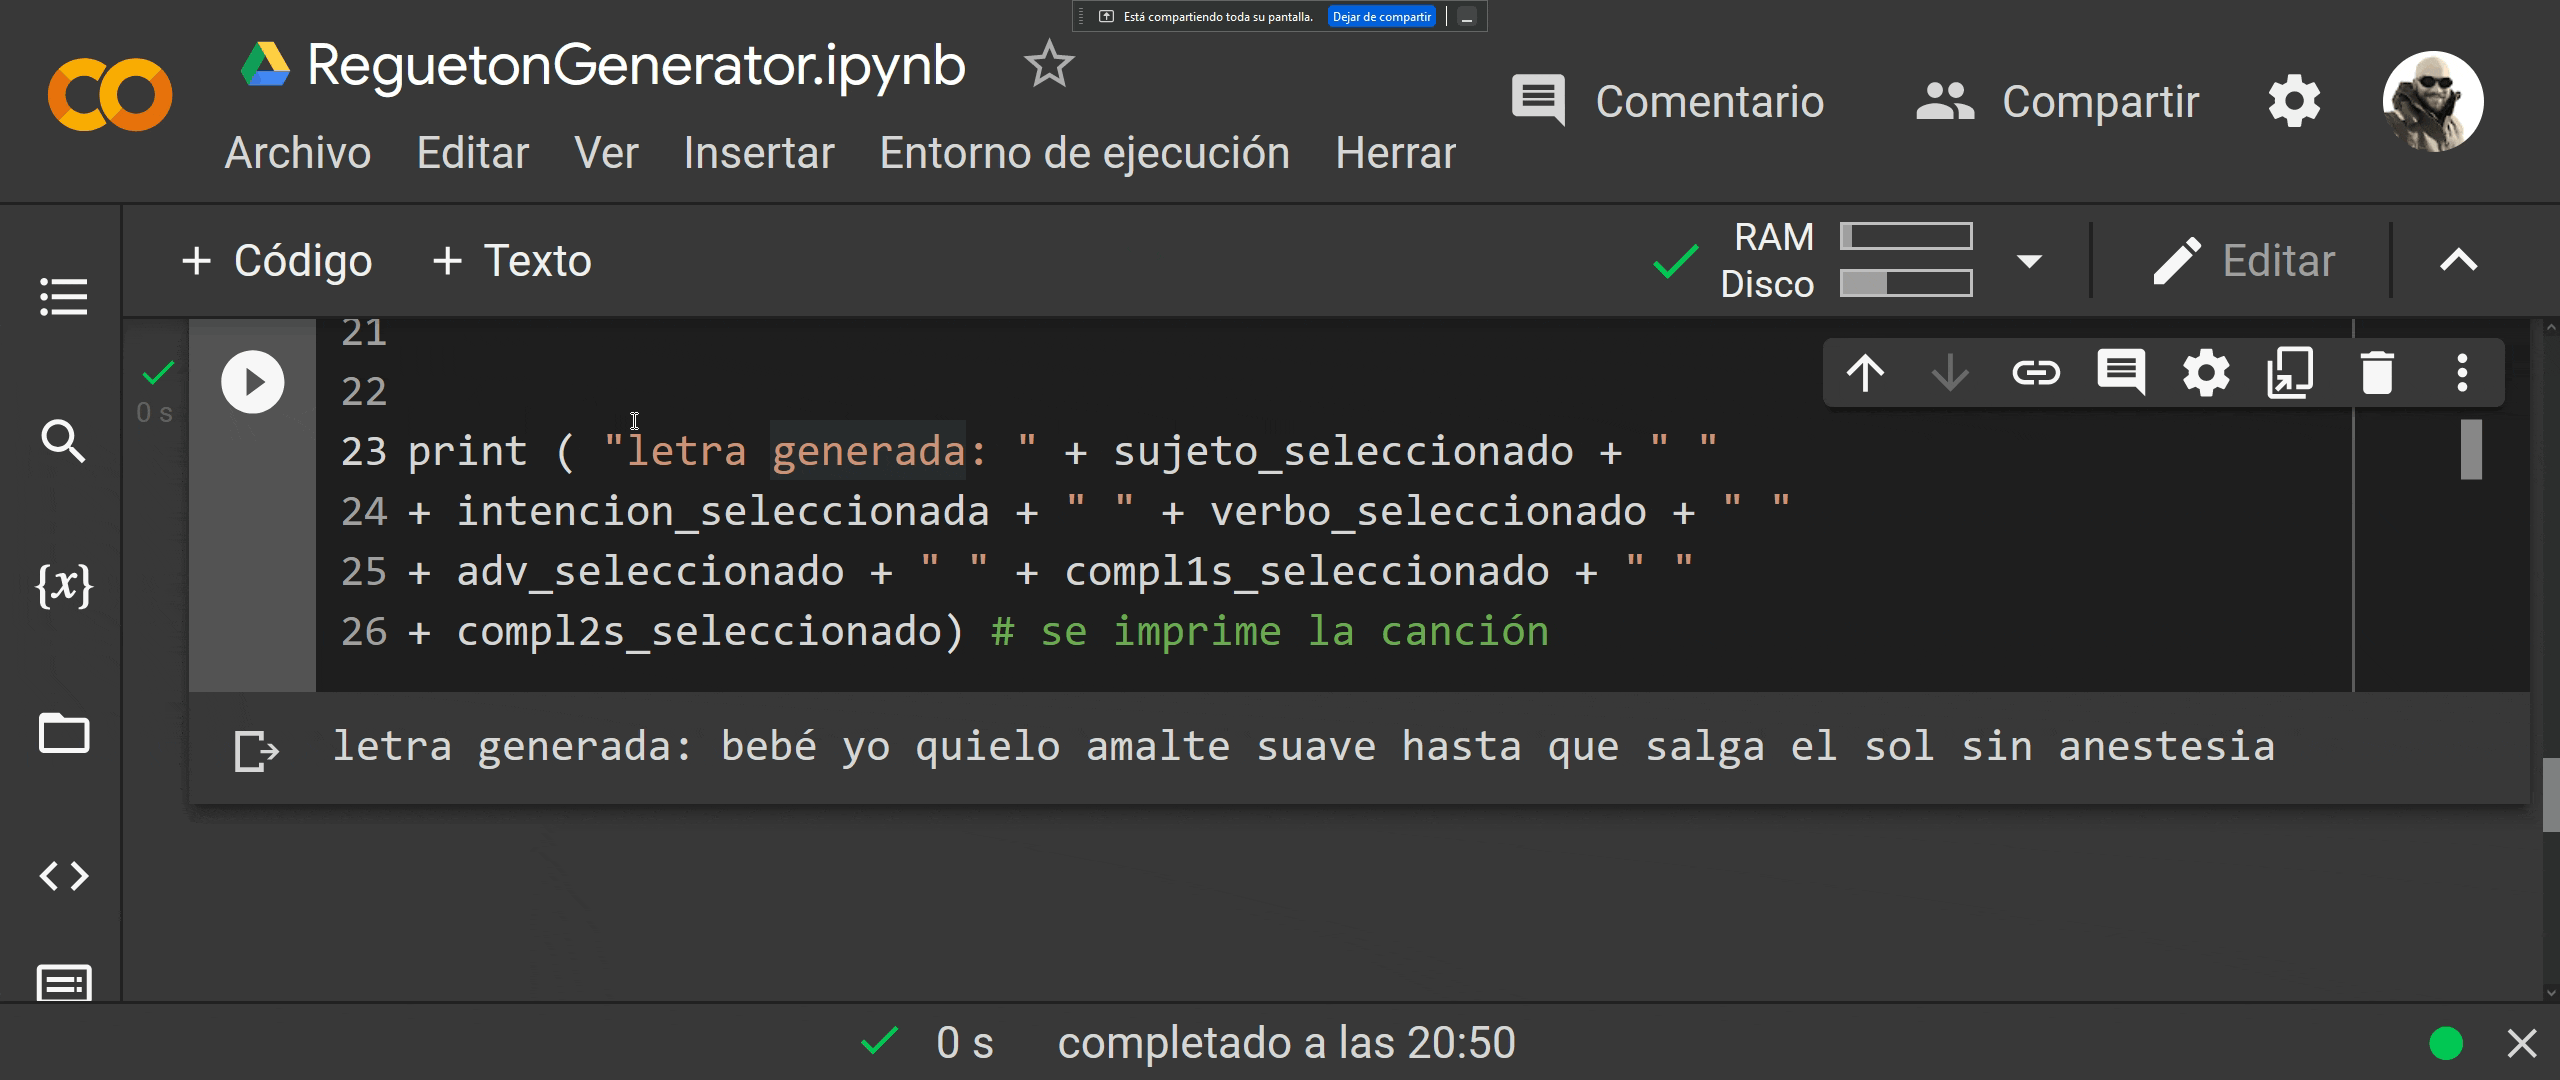 Está compartiendo toda su pantalla. Dejar de compartir
ReguetonGenerator.ipynb
Comentario
Compartir
Archivo Editar Ver Insertar Entorno de ejecución Herrar
+ Código + Texto
RAM
Disco
Editar
21
0 s
22
23 print ( "letra generada: " + sujeto_seleccionado + " "
24 + intencion_seleccionada + " " + verbo_seleccionado + " "
25 + adv_seleccionado + " " + compl1s_seleccionado + " "
26 + compl2s_seleccionado) # se imprime la canción
letra generada: bebé yo quielo amalte suave hasta que salga el sol sin anestesia
{x}
0 s completado a las 20:50